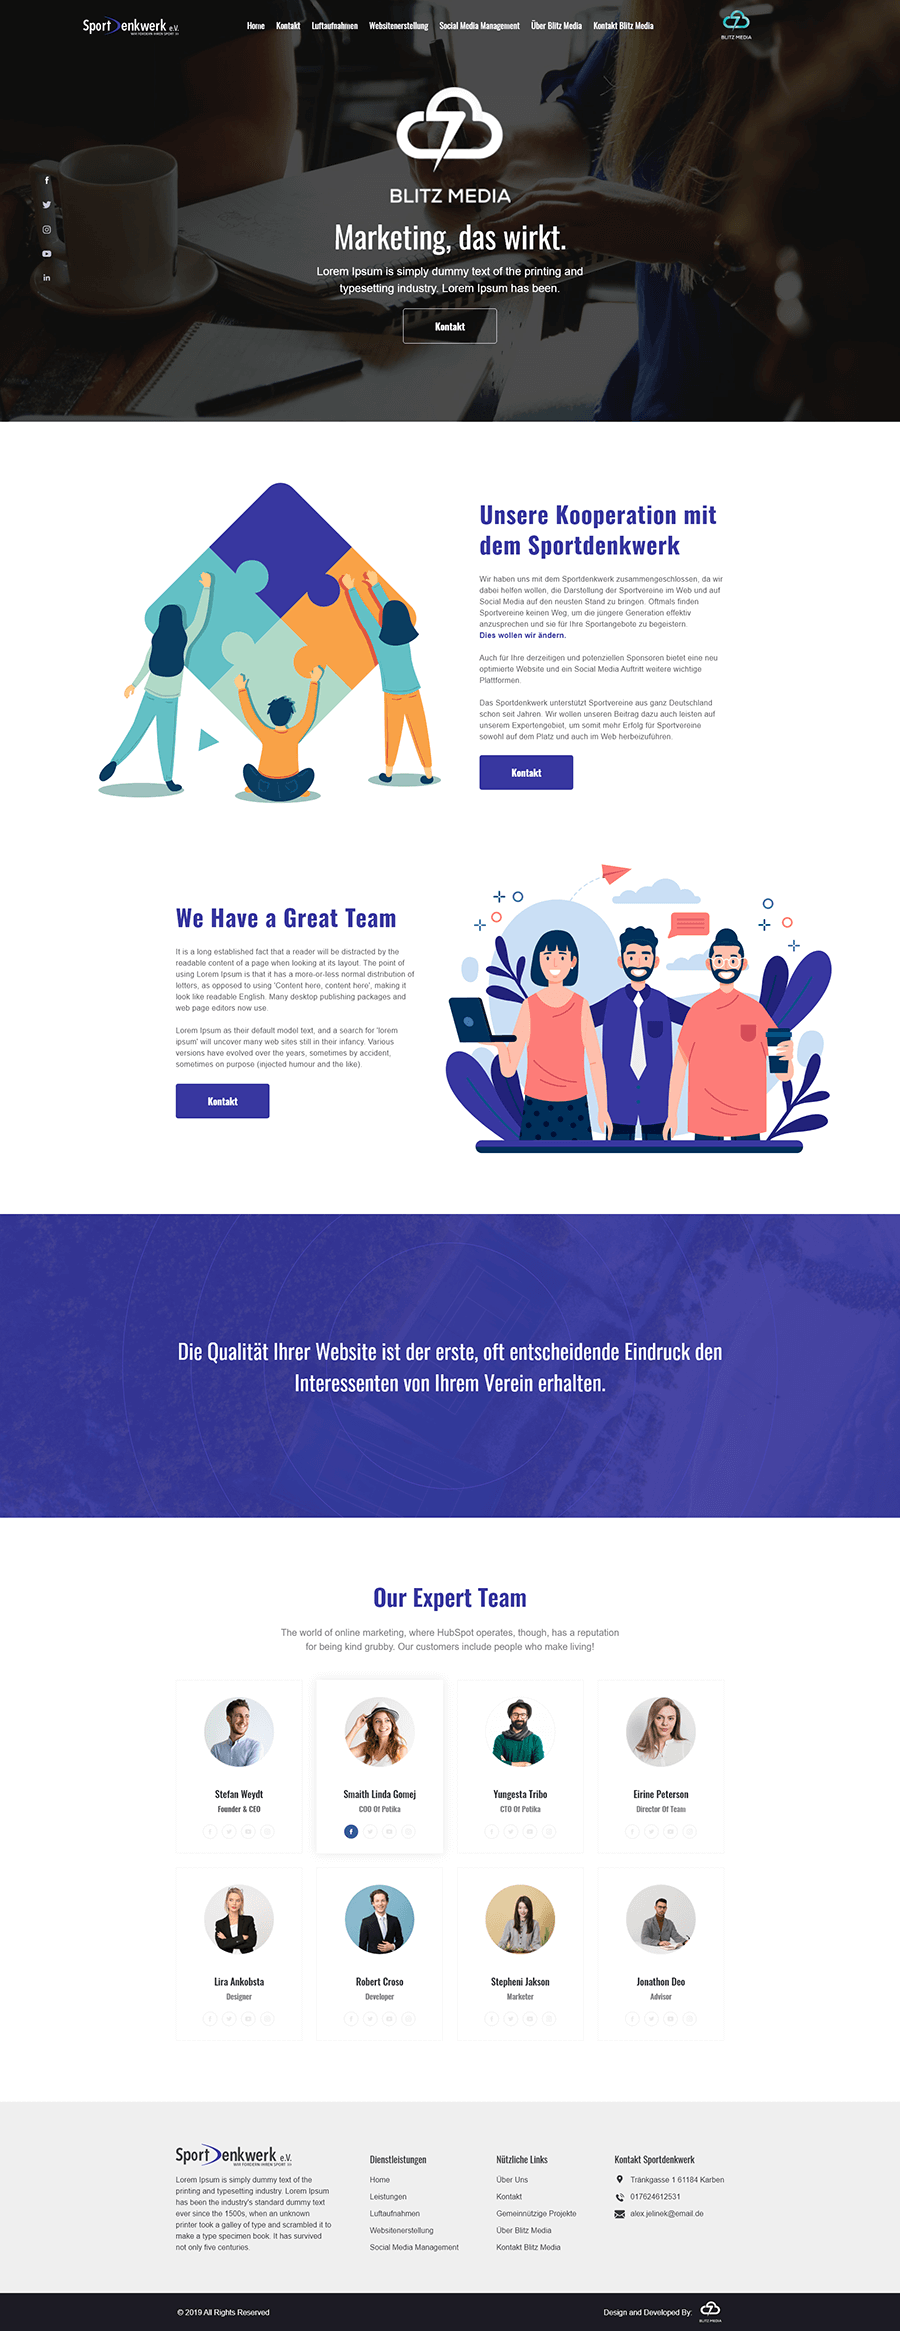 SportDenkwerk e.V.
WIR FÖRDERN IHREN SPORT !!!
Home Kontakt Luftaufnahmen Websitenerstellung Social Media Management Über Blitz Media Kontakt Blitz Media
BLITZ MEDIA
BLITZ MEDIA
Marketing, das wirkt.
Lorem Ipsum is simply dummy text of the printing and
typesetting industry. Lorem Ipsum has been.
Kontakt
Unsere Kooperation mit
dem Sportdenkwerk
Wir haben uns mit dem Sportdenkwerk zusammengeschlossen, da wir
dabei helfen wollen, die Darstellung der Sportvereine im Web und auf
Social Media auf den neusten Stand zu bringen. Oftmals finden
Sportvereine keinen Weg, um die jüngere Generation effektiv
anzusprechen und sie für Ihre Sportangebote zu begeistern.
Dies wollen wir ändern.
Auch für Ihre derzeitigen und potenziellen Sponsoren bietet eine neu
optimierte Website und ein Social Media Auftritt weitere wichtige
Plattformen.
Das Sportdenkwerk unterstützt Sportvereine aus ganz Deutschland
schon seit Jahren. Wir wollen unseren Beitrag dazu auch leisten auf
unserem Expertengebiet, um somit mehr Erfolg für Sportvereine
sowohl auf dem Platz und auch im Web herbeizuführen.
Kontakt
We Have a Great Team
It is a long established fact that a reader will be distracted by the
readable content of a page when looking at its layout. The point of
using Lorem Ipsum is that it has a more-or-less normal distribution of
letters, as opposed to using 'Content here, content here', making it
look like readable English. Many desktop publishing packages and
web page editors now use.
Lorem Ipsum as their default model text, and a search for 'lorem
ipsum' will uncover many web sites still in their infancy. Various
versions have evolved over the years, sometimes by accident,
sometimes on purpose (injected humour and the like).
Kontakt
Die Qualität Ihrer Website ist der erste, oft entscheidende Eindruck den
Interessenten von Ihrem Verein erhalten.
Our Expert Team
The world of online marketing, where HubSpot operates, though, has a reputation
for being kind grubby. Our customers include people who make living!
Stefan Weydt
Founder & CEO
Smaith Linda Gomej
COO Of Potika
Yungesta Tribo
CTO Of Potika
Eirine Peterson
Director Of Team
Lira Ankobsta
Designer
Robert Croso
Developer
Stepheni Jakson
Marketer
Jonathon Deo
Advisor
SportDenkwerk e.V.
WIR FÖRDERN IHREN SPORT !!!
Lorem Ipsum is simply dummy text of the
printing and typesetting industry. Lorem Ipsum
has been the industry's standard dummy text
ever since the 1500s, when an unknown
printer took a galley of type and scrambled it to
make a type specimen book. It has survived
not only five centuries.
Dienstleistungen
Home
Leistungen
Luftaufnahmen
Websitenerstellung
Social Media Management
Nützliche Links
Über Uns
Kontakt
Gemeinnützige Projekte
Über Blitz Media
Kontakt Blitz Media
Kontakt Sportdenkwerk
Tränkgasse 1 61184 Karben
017624612531
alex.jelinek@email.de
© 2019 All Rights Reserved
Design and Developed By:
BLITZ MEDIA